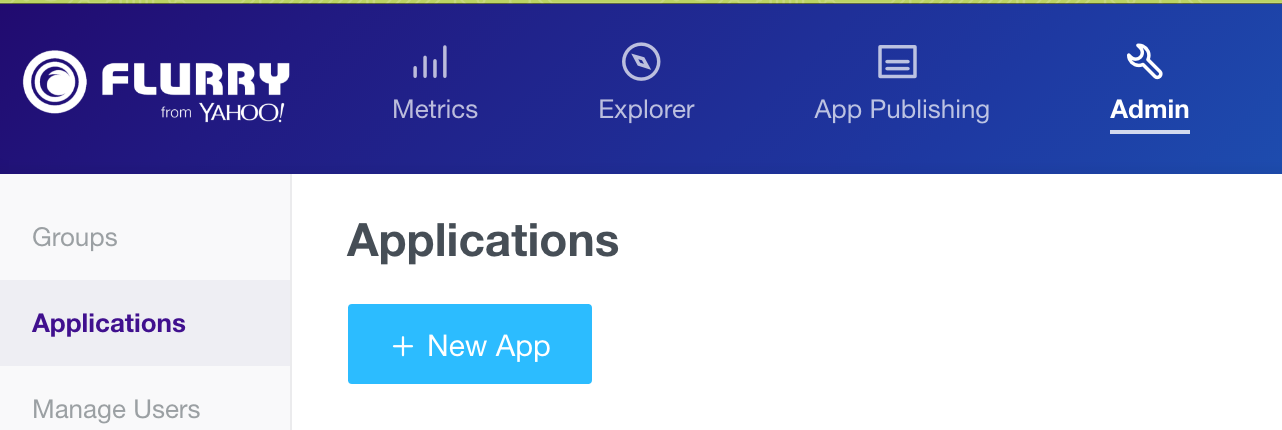 FLURRY
from YAHOO!
Metrics
Explorer
App Publishing
Admin
Groups
Applications
Manage Users
Applications
+ New App